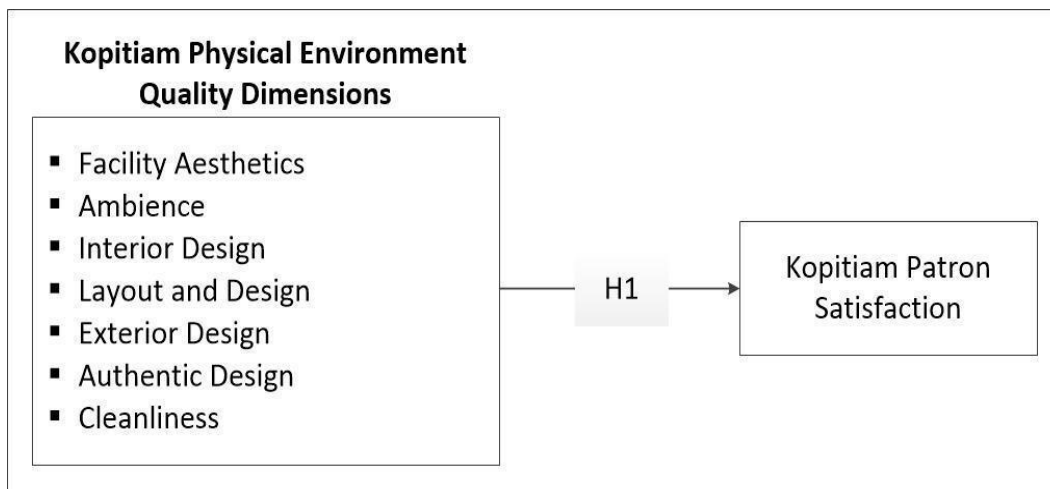 Kopitiam Physical Environment
Quality Dimensions
▪ Facility Aesthetics
▪ Ambience
▪ Interior Design
▪ Layout and Design
▪ Exterior Design
▪ Authentic Design
▪ Cleanliness
H1
Kopitiam Patron
Satisfaction